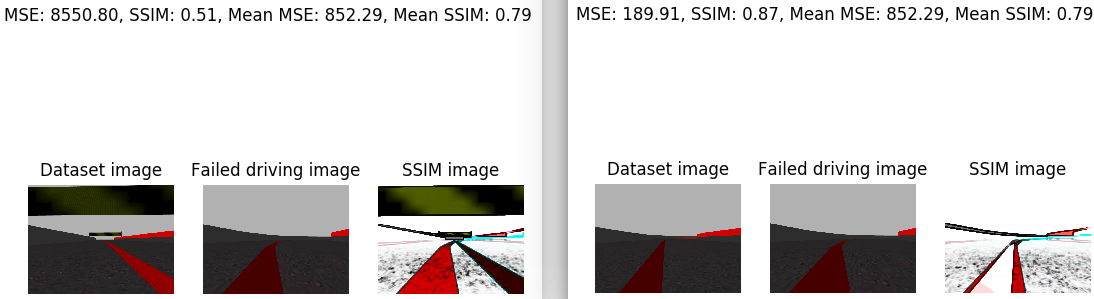 MSE: 8550.80, SSIM: 0.51, Mean MSE: 852.29, Mean SSIM: 0.79
Dataset image
Failed driving image
SSIM image
MSE: 189.91, SSIM: 0.87, Mean MSE: 852.29, Mean SSIM: 0.79
Dataset image
Failed driving image
SSIM image